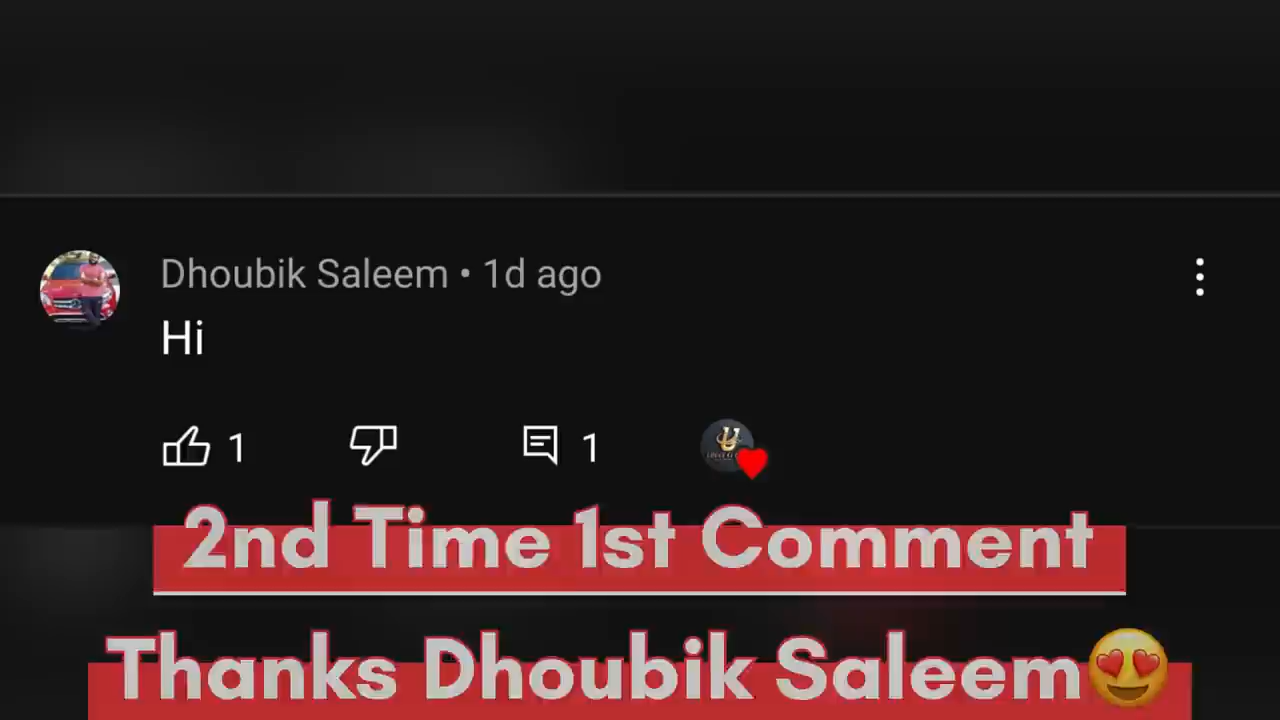 Dhoubik Saleem • 1d ago
Hi
1 1
2nd Time 1st Comment
Thanks Dhoubik Saleem😍